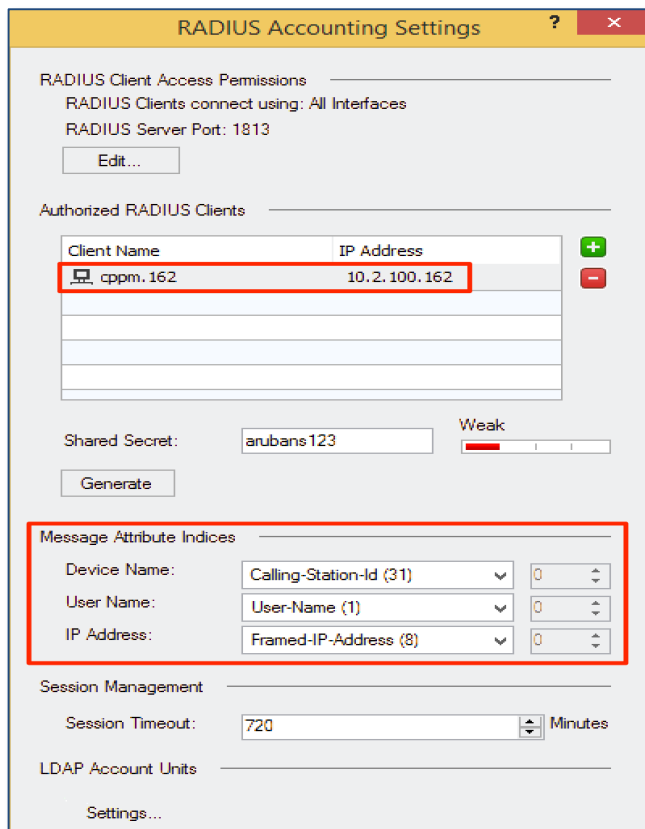 RADIUS Accounting Settings ? ×
RADIUS Client Access Permissions
RADIUS Clients connect using: All Interfaces
RADIUS Server Port: 1813
Edit...
Authorized RADIUS Clients
Client Name IP Address
cppm.162 10.2.100.162
Shared Secret: arubans123 Weak
Generate
Message Attribute Indices
Device Name: Calling-Station-Id (31) 0
User Name: User-Name (1) 0
IP Address: Framed-IP-Address (8) 0
Session Management
Session Timeout: 720 Minutes
LDAP Account Units
Settings...